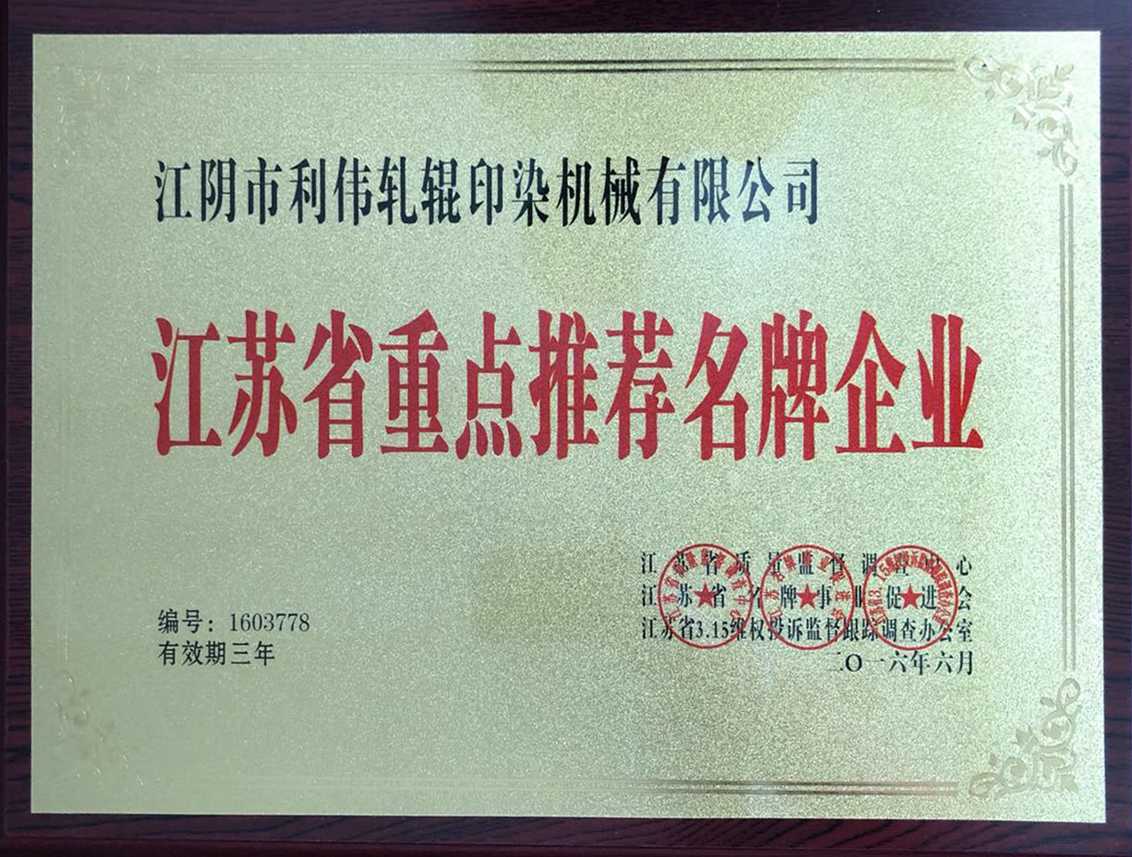 江阴市利伟轧辊印染机械有限公司
江苏省重点推荐名牌企业
编号：1603778
有效期三年
江苏省质量监督调查中心
江苏省名牌事业促进会
江苏省3.15维权投诉监督跟踪调查办公室
二〇一六年六月